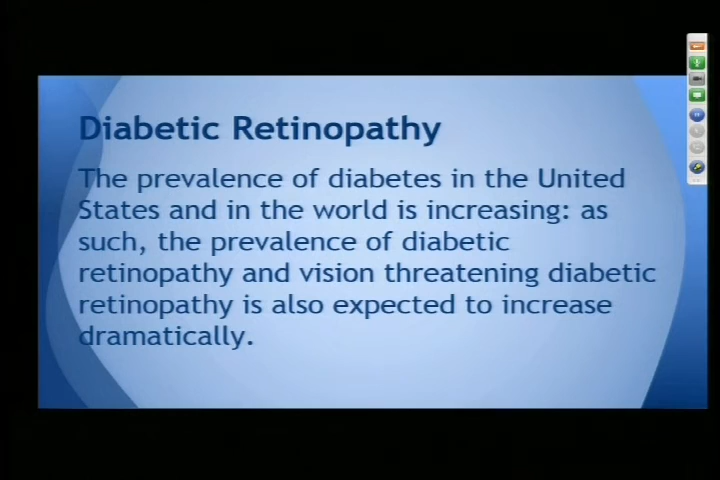 Diabetic Retinopathy
The prevalence of diabetes in the United
States and in the world is increasing: as
such, the prevalence of diabetic
retinopathy and vision threatening diabetic
retinopathy is also expected to increase
dramatically.